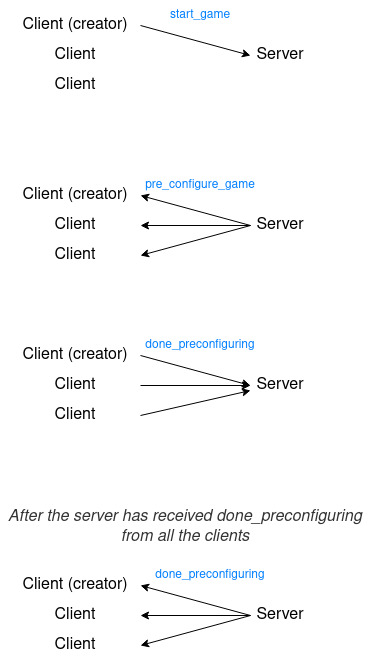 start_game
Client (creator)
Client
Server
Client
pre_configure_game
Client (creator)
Client
Server
Client
done_preconfiguring
Client (creator)
Client
Server
Client
After the server has received done_preconfiguring
from all the clients
done_preconfiguring
Client (creator)
Client
Server
Client